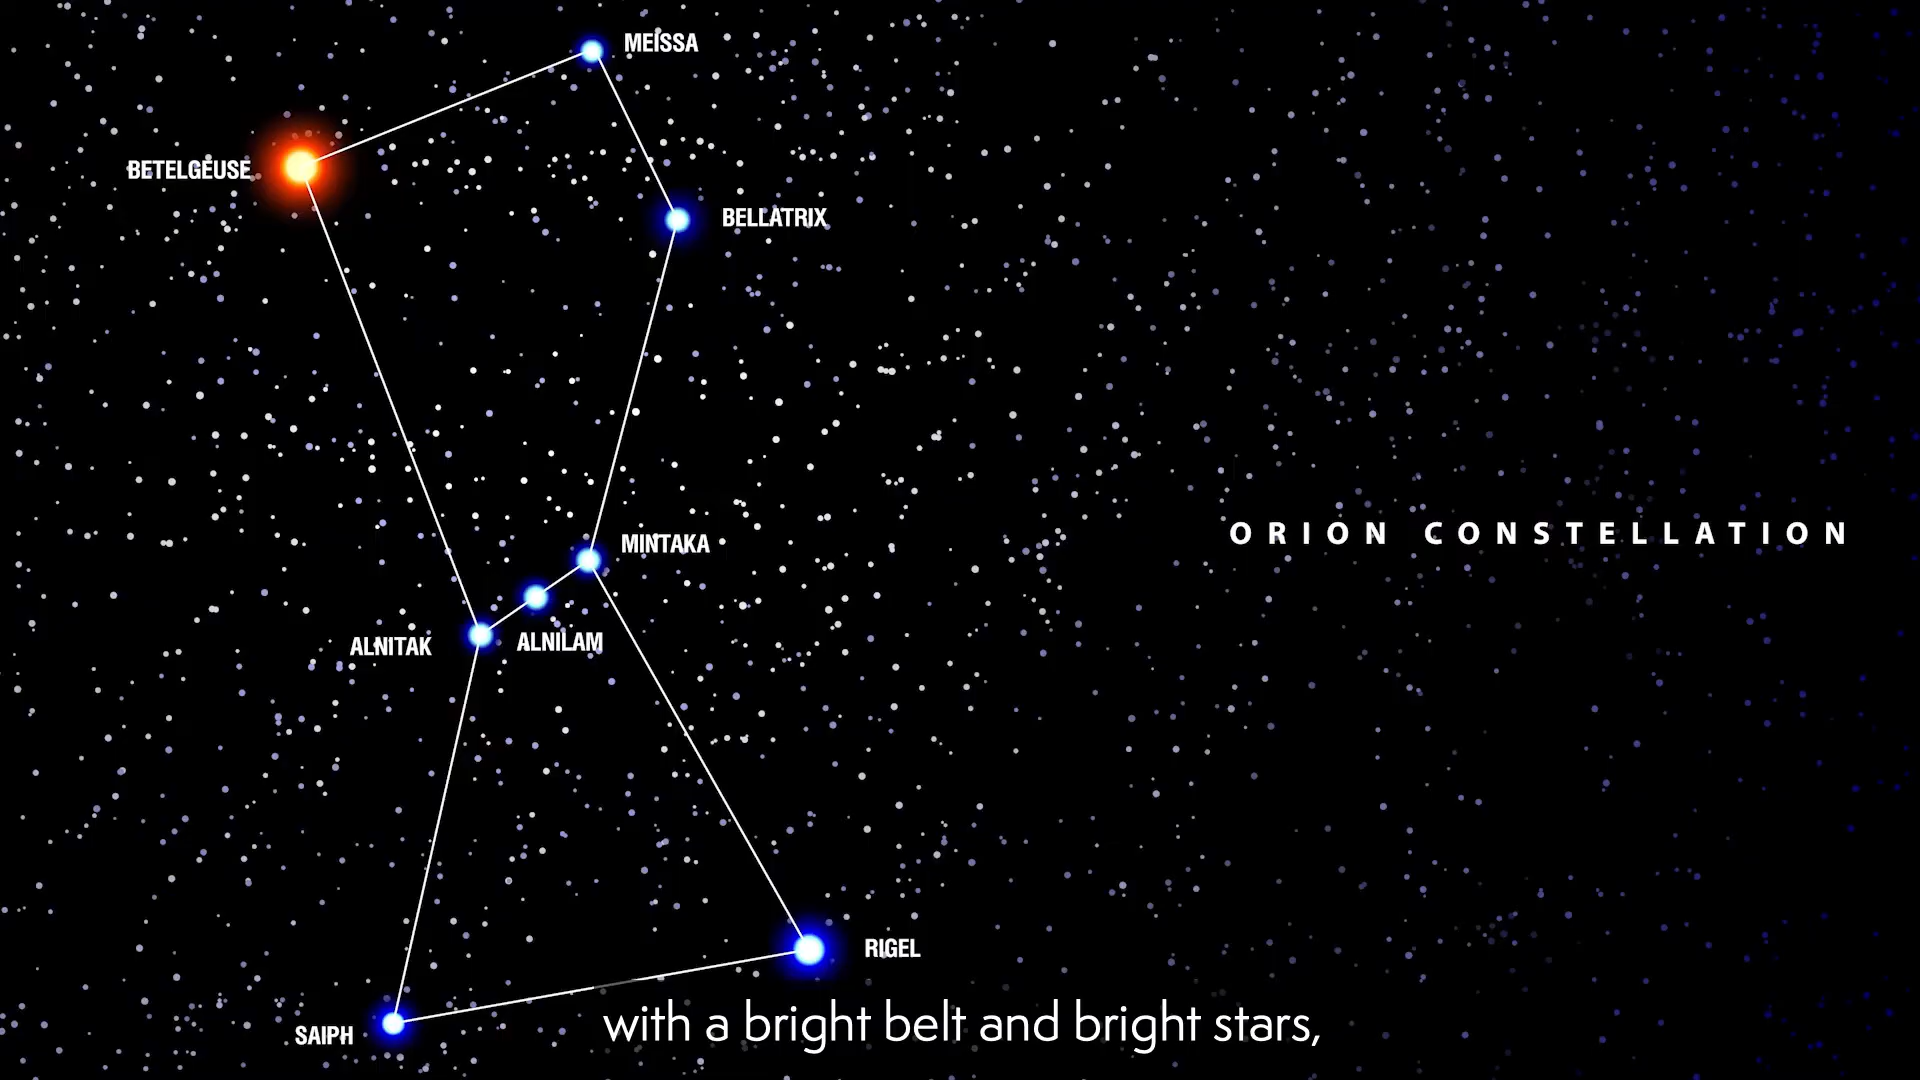 MEISSA
BETELGEUSE
BELLATRIX
ORION CONSTELLATION
MINTAKA
ALNITAK
ALNILAM
RIGEL
SAIPH
with a bright belt and bright stars,